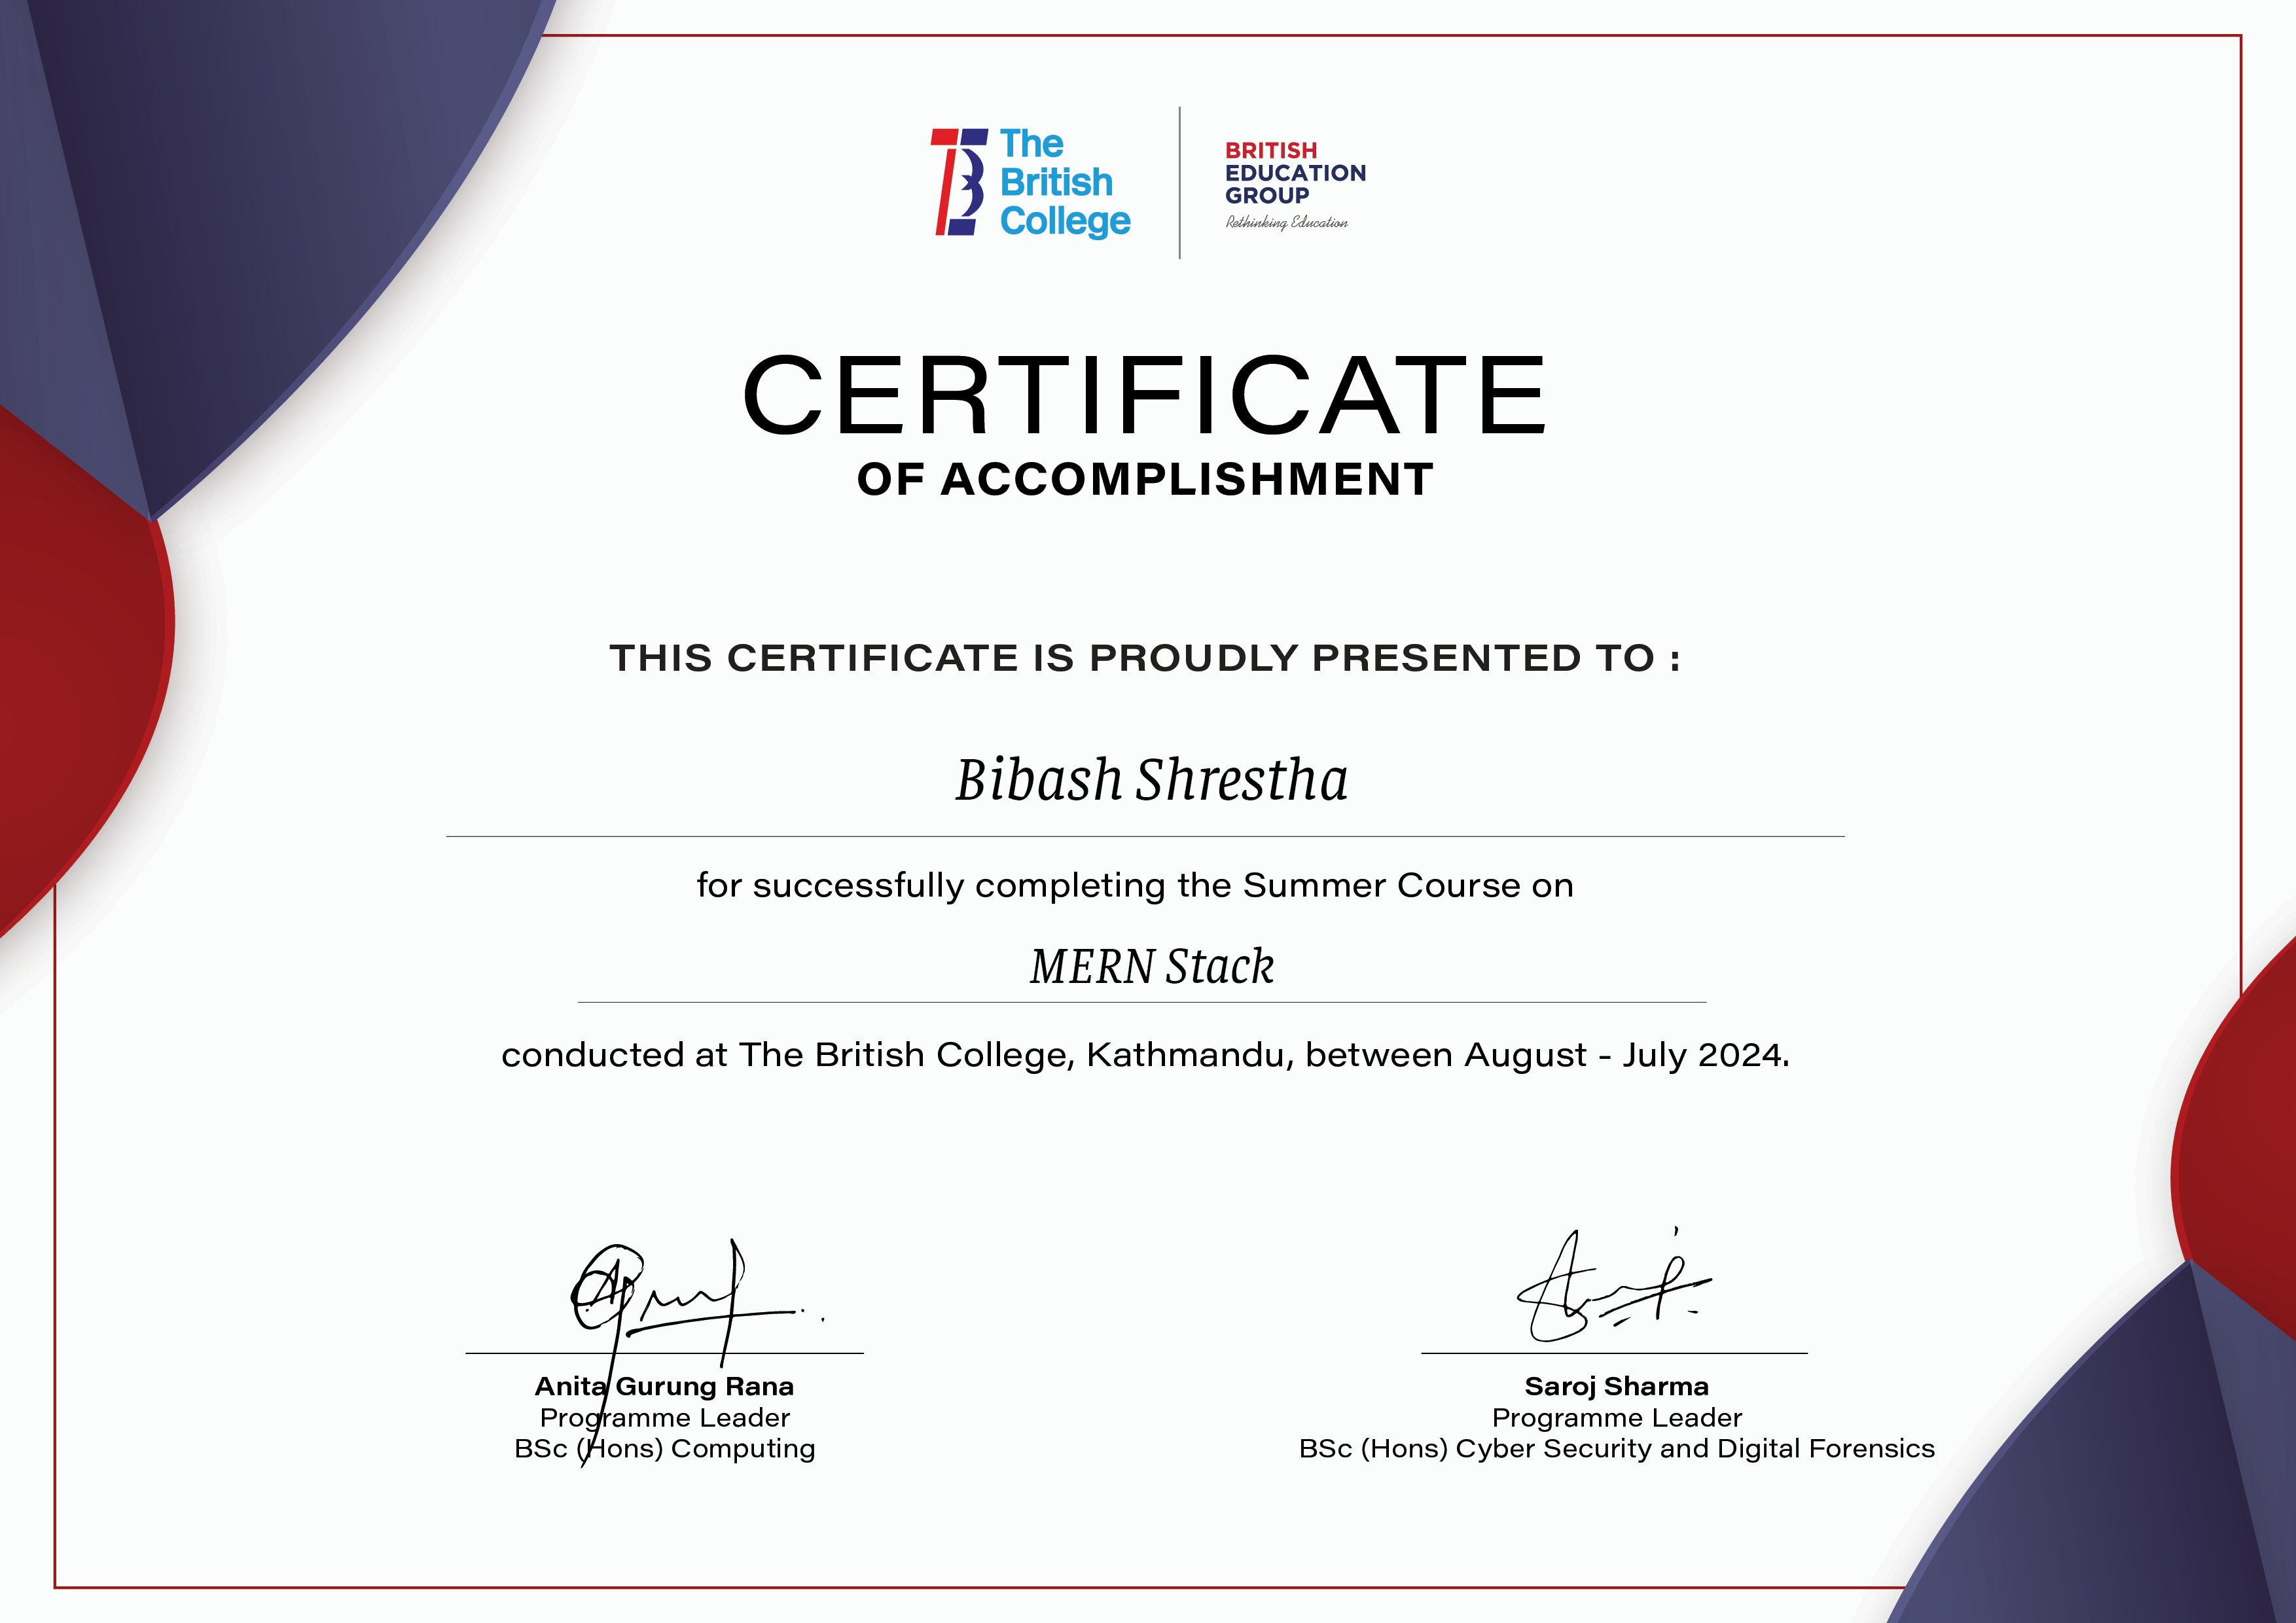 The
British
College
BRITISH
EDUCATION
GROUP
Rethinking Education
CERTIFICATE
OF ACCOMPLISHMENT
THIS CERTIFICATE IS PROUDLY PRESENTED TO :
Bibash Shrestha
for successfully completing the Summer Course on
MERN Stack
conducted at The British College, Kathmandu, between August - July 2024.
Anita Gurung Rana
Programme Leader
BSc (Hons) Computing
Saroj Sharma
Programme Leader
BSc (Hons) Cyber Security and Digital Forensics